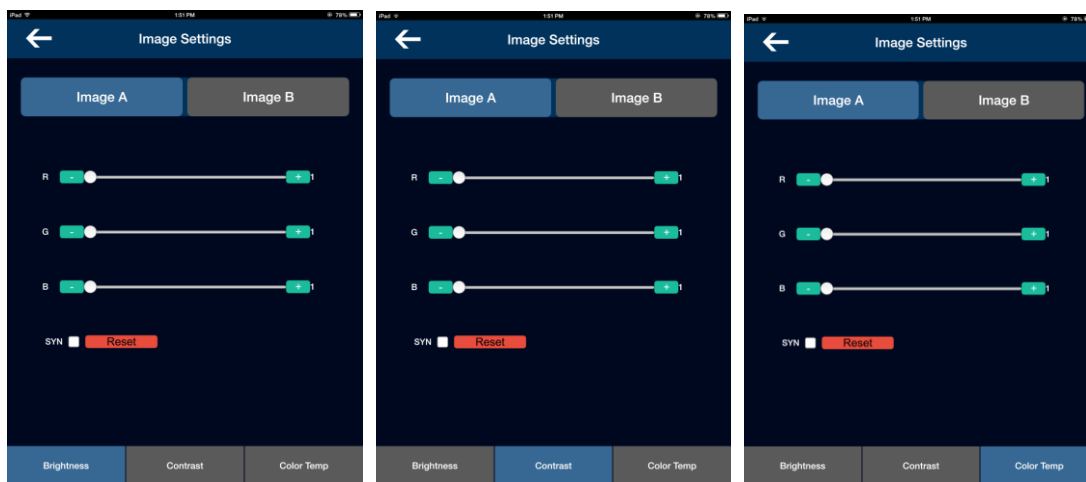 iPad 1:51 PM 78%
Image Settings
Image A Image B
R - + 1
G - + 1
B - + 1
SYN Reset
Brightness Contrast Color Temp
iPad 1:51 PM 78%
Image Settings
Image A Image B
R - + 1
G - + 1
B - + 1
SYN Reset
Brightness Contrast Color Temp
iPad 1:51 PM 78%
Image Settings
Image A Image B
R - + 1
G - + 1
B - + 1
SYN Reset
Brightness Contrast Color Temp